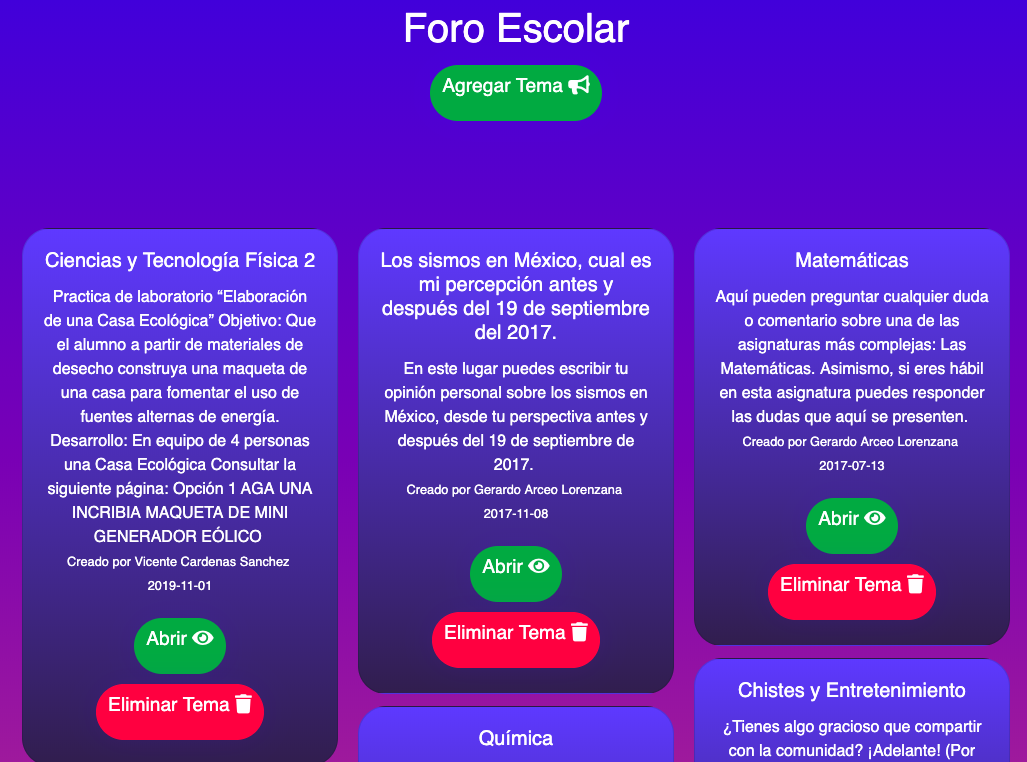 Foro Escolar
Agregar Tema
Ciencias y Tecnología Física 2
Practica de laboratorio “Elaboración
de una Casa Ecológica” Objetivo: Que
el alumno a partir de materiales de
desecho construya una maqueta de
una casa para fomentar el uso de
fuentes alternas de energía.
Desarrollo: En equipo de 4 personas
una Casa Ecológica Consultar la
siguiente página: Opción 1 AGA UNA
INCRIBIA MAQUETA DE MINI
GENERADOR EÓLICO
Creado por Vicente Cardenas Sanchez
2019-11-01
Abrir
Eliminar Tema
Los sismos en México, cual es
mi percepción antes y
después del 19 de septiembre
del 2017.
En este lugar puedes escribir tu
opinión personal sobre los sismos en
México, desde tu perspectiva antes y
después del 19 de septiembre de
2017.
Creado por Gerardo Arceo Lorenzana
2017-11-08
Abrir
Eliminar Tema
Química
Matemáticas
Aquí pueden preguntar cualquier duda
o comentario sobre una de las
asignaturas más complejas: Las
Matemáticas. Asimismo, si eres hábil
en esta asignatura puedes responder
las dudas que aquí se presenten.
Creado por Gerardo Arceo Lorenzana
2017-07-13
Abrir
Eliminar Tema
Chistes y Entretenimiento
¿Tienes algo gracioso que compartir
con la comunidad? ¡Adelante! (Por